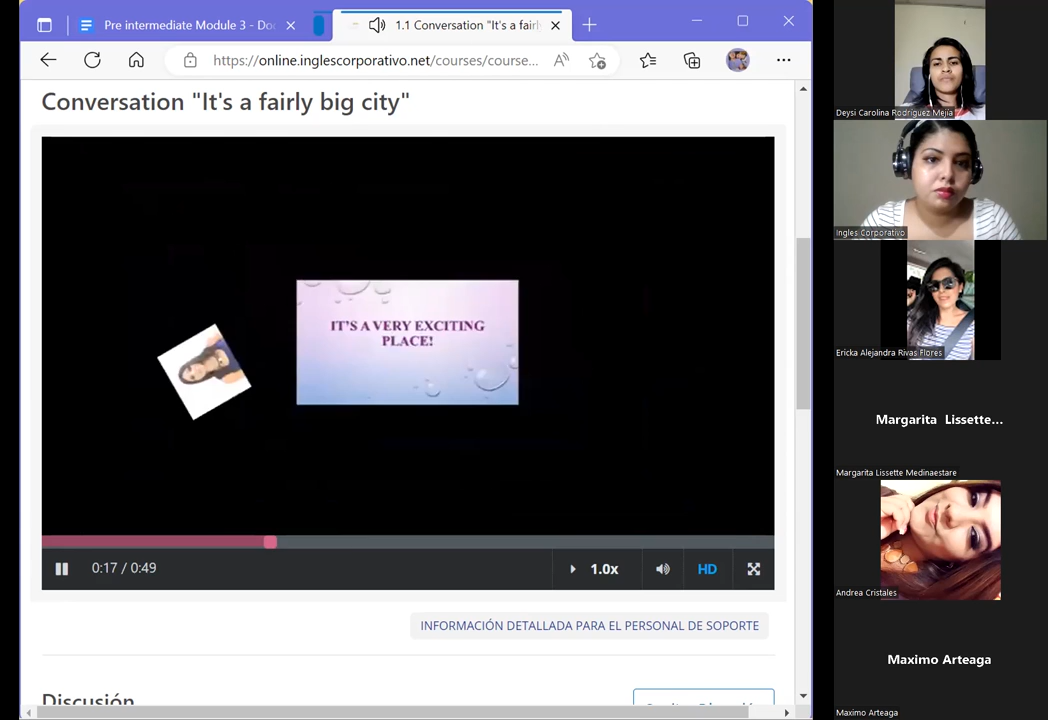 Pre intermediate Module 3 - Doc
1.1 Conversation "It's a fairly
https://online.inglescorporativo.net/courses/course...
Conversation "It's a fairly big city"
IT'S A VERY EXCITING
PLACE!
0:17 / 0:49
1.0x
HD
INFORMACIÓN DETALLADA PARA EL PERSONAL DE SOPORTE
Discusión
Deysi Carolina Rodríguez Mejía
Ingles Corporativo
Ericka Alejandra Rivas Flores
Margarita Lissette...
Margarita Lissette Medinaestare
Andrea Cristales
Maximo Arteaga
Maximo Arteaga